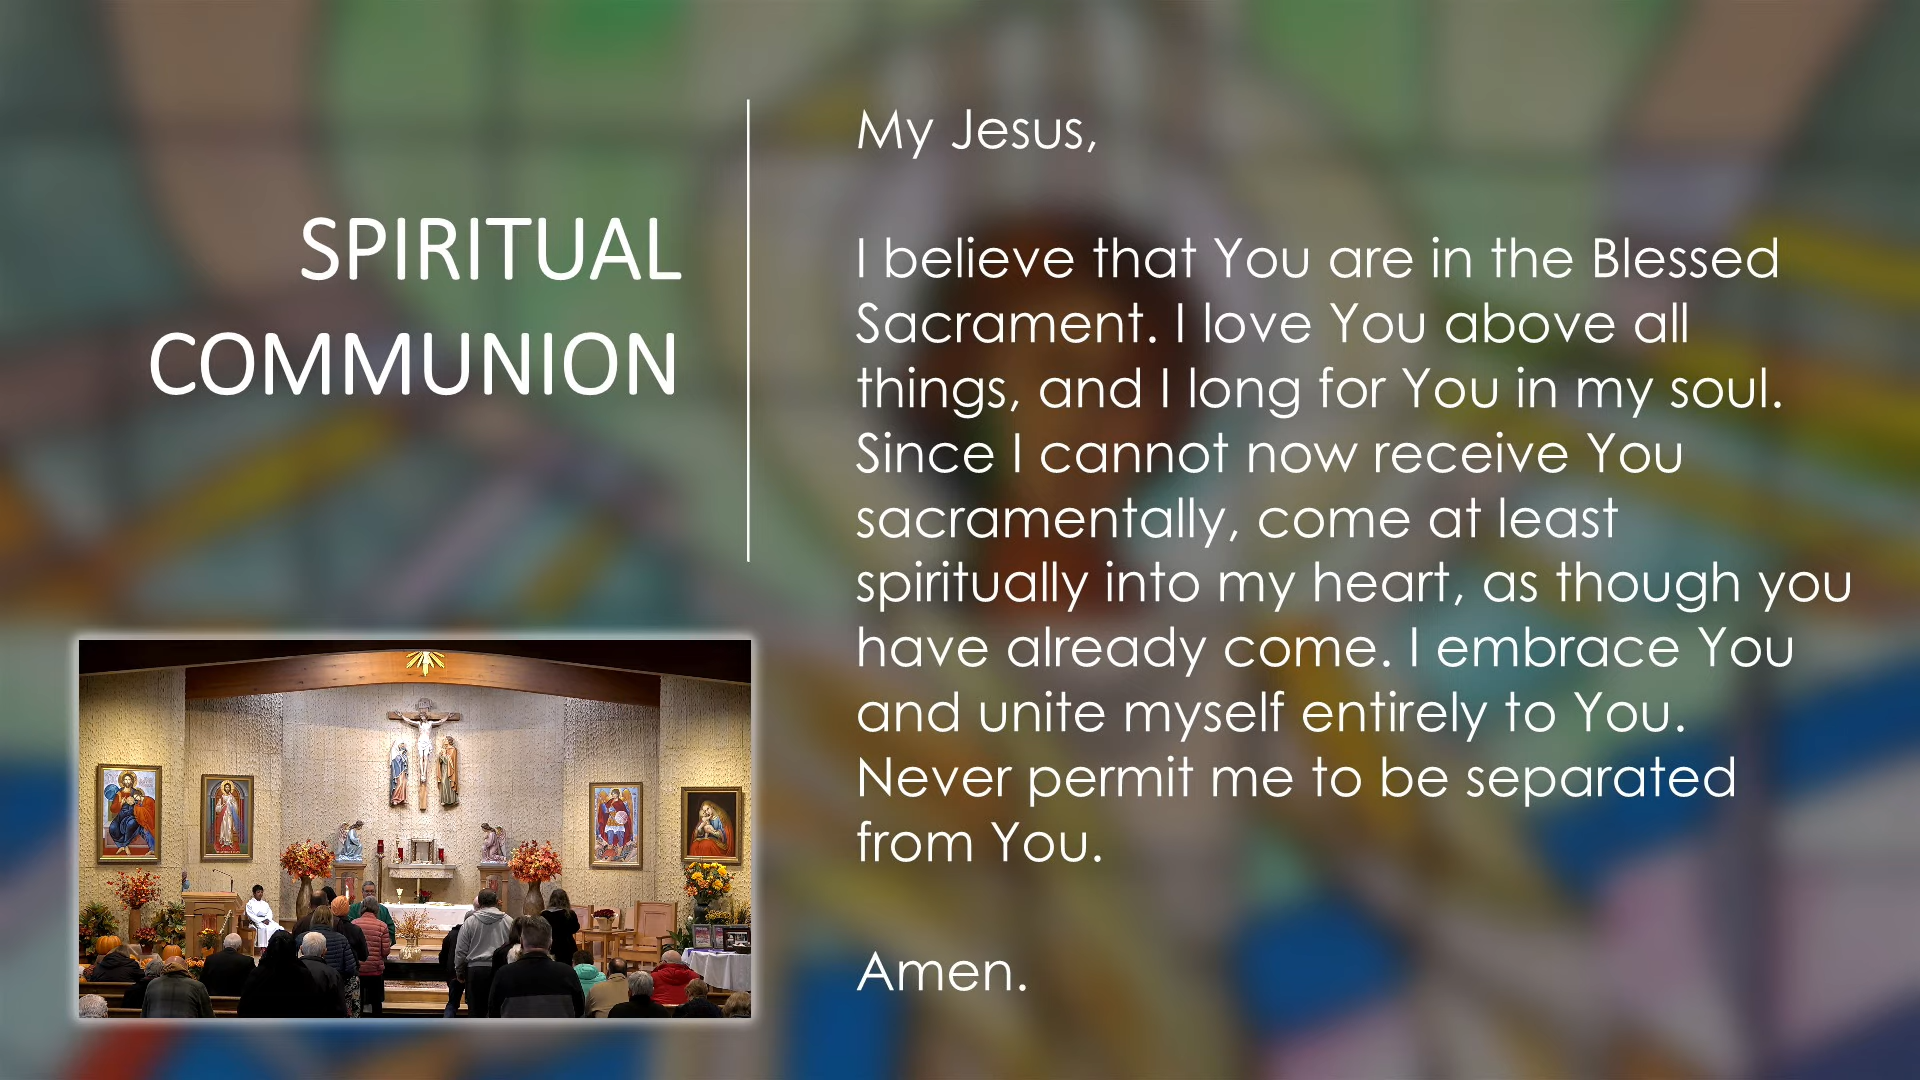 SPIRITUAL
COMMUNION
My Jesus,
I believe that You are in the Blessed
Sacrament. I love You above all
things, and I long for You in my soul.
Since I cannot now receive You
sacramentally, come at least
spiritually into my heart, as though you
have already come. I embrace You
and unite myself entirely to You.
Never permit me to be separated
from You.
Amen.